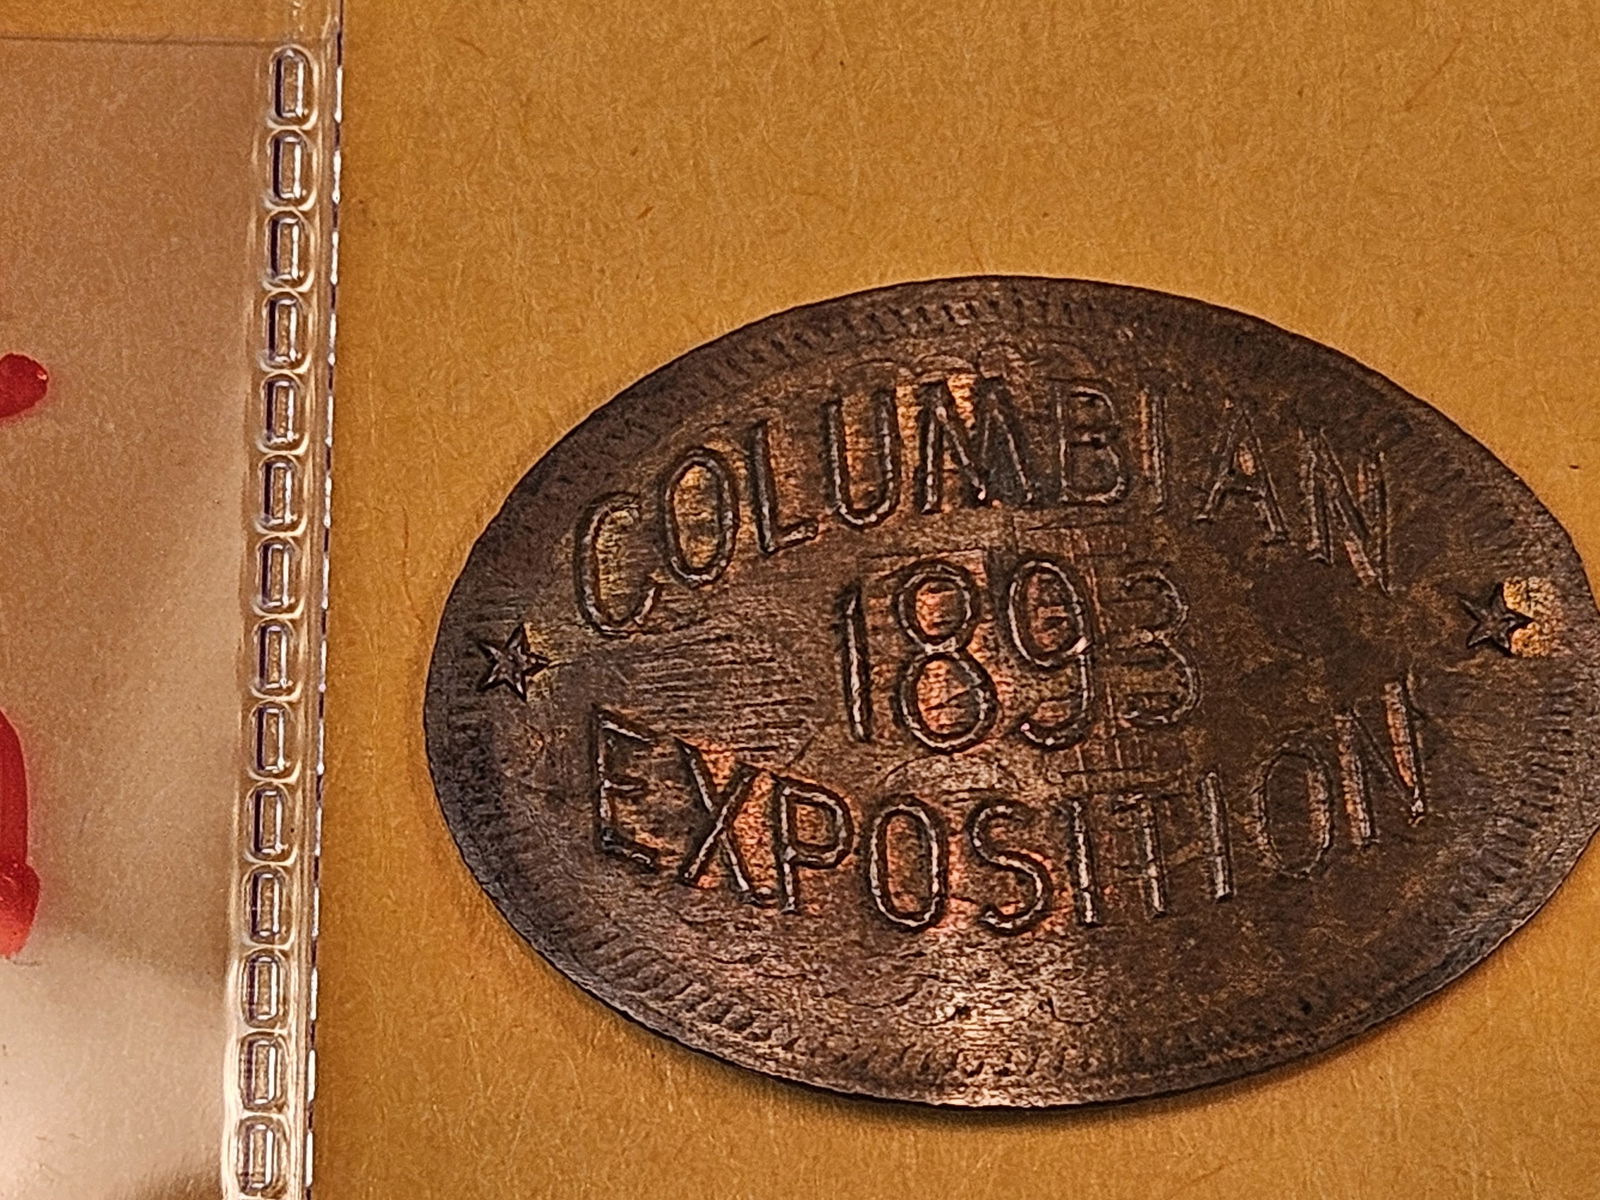 COLUMBIAN
★ 1893 ★
EXPOSITION